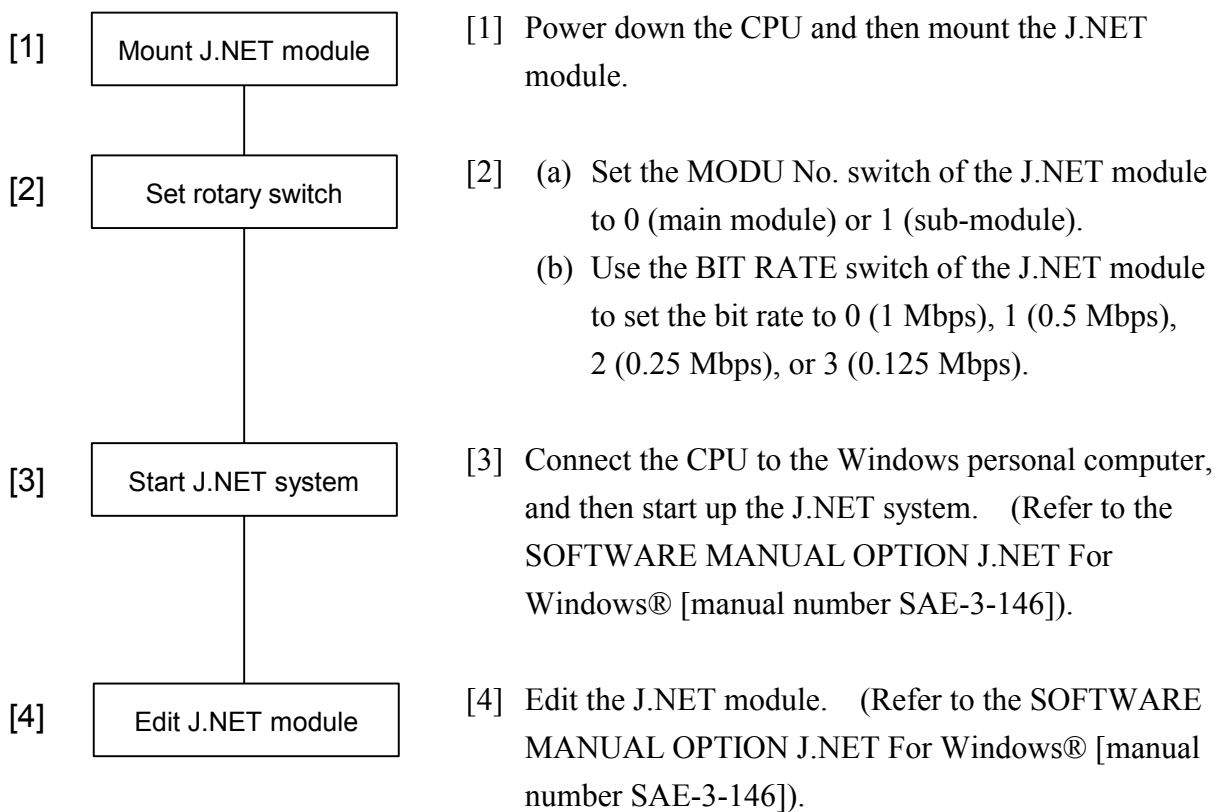 [1] Mount J.NET module
[1] Power down the CPU and then mount the J.NET
module.
[2] Set rotary switch
[2] (a) Set the MODU No. switch of the J.NET module
to 0 (main module) or 1 (sub-module).
(b) Use the BIT RATE switch of the J.NET module
to set the bit rate to 0 (1 Mbps), 1 (0.5 Mbps),
2 (0.25 Mbps), or 3 (0.125 Mbps).
[3] Start J.NET system
[3] Connect the CPU to the Windows personal computer,
and then start up the J.NET system. (Refer to the
SOFTWARE MANUAL OPTION J.NET For
Windows® [manual number SAE-3-146]).
[4] Edit J.NET module
[4] Edit the J.NET module. (Refer to the SOFTWARE
MANUAL OPTION J.NET For Windows® [manual
number SAE-3-146]).